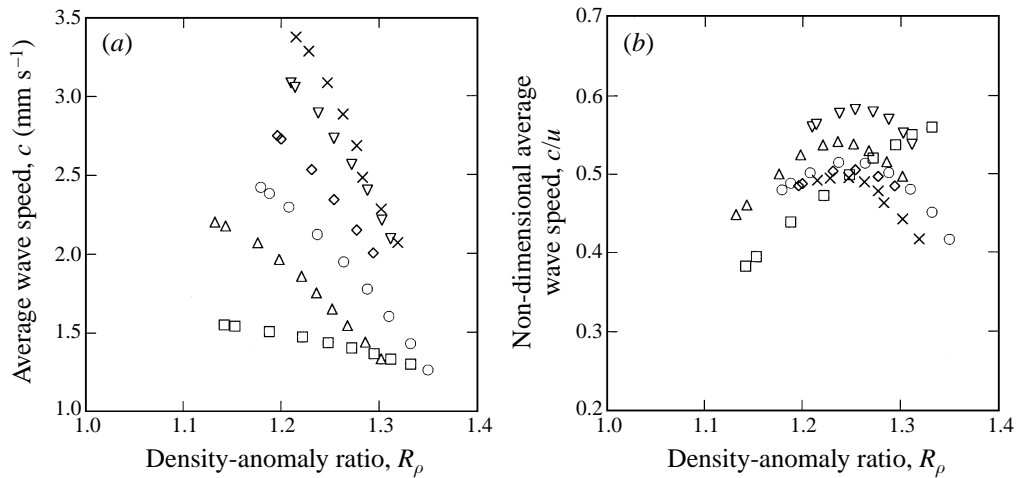 (a)
3.5
3.0
2.5
2.0
1.5
1.0
1.0 1.1 1.2 1.3 1.4
Average wave speed, c (mm s⁻¹)
Density-anomaly ratio, Rρ
(b)
0.7
0.6
0.5
0.4
0.3
0.2
1.0 1.1 1.2 1.3 1.4
Non-dimensional average
wave speed, c/u
Density-anomaly ratio, Rρ